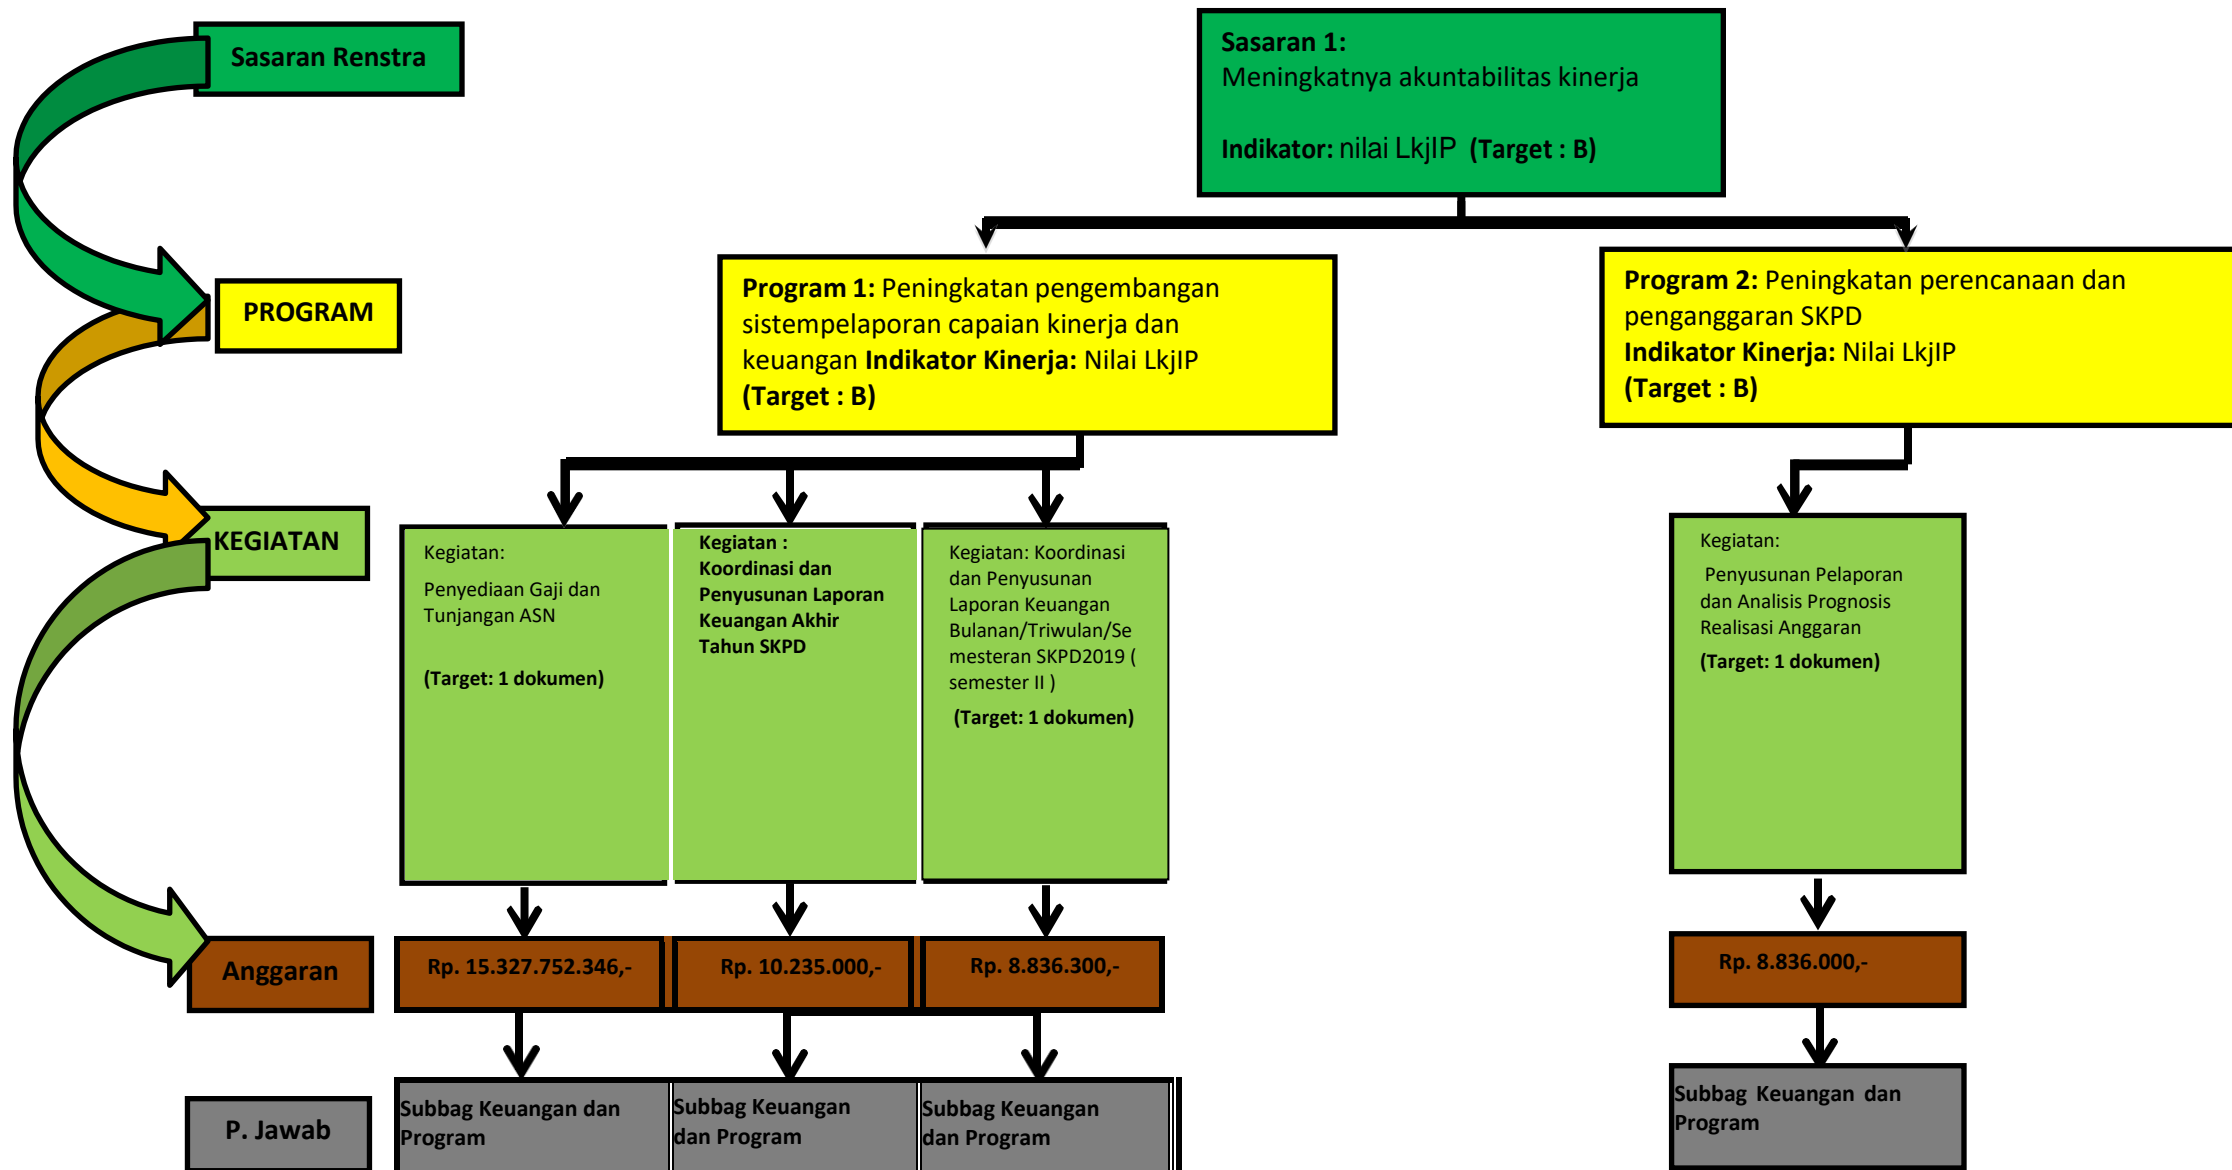 Sasaran Renstra
Sasaran 1:
Meningkatnya akuntabilitas kinerja
Indikator: nilai LkjIP (Target : B)
PROGRAM
Program 1: Peningkatan pengembangan
sistempelaporan capaian kinerja dan
keuangan Indikator Kinerja: Nilai LkjIP
(Target : B)
Program 2: Peningkatan perencanaan dan
penganggaran SKPD
Indikator Kinerja: Nilai LkjIP
(Target : B)
KEGIATAN
Kegiatan:
Penyediaan Gaji dan
Tunjangan ASN
(Target: 1 dokumen)
Kegiatan :
Koordinasi dan
Penyusunan Laporan
Keuangan Akhir
Tahun SKPD
Kegiatan: Koordinasi
dan Penyusunan
Laporan Keuangan
Bulanan/Triwulan/Se
mesteran SKPD2019 (
semester II )
(Target: 1 dokumen)
Kegiatan:
Penyusunan Pelaporan
dan Analisis Prognosis
Realisasi Anggaran
(Target: 1 dokumen)
Anggaran
Rp. 15.327.752.346,-
Rp. 10.235.000,-
Rp. 8.836.300,-
Rp. 8.836.000,-
P. Jawab
Subbag Keuangan dan
Program
Subbag Keuangan
dan Program
Subbag Keuangan
dan Program
Subbag Keuangan dan
Program